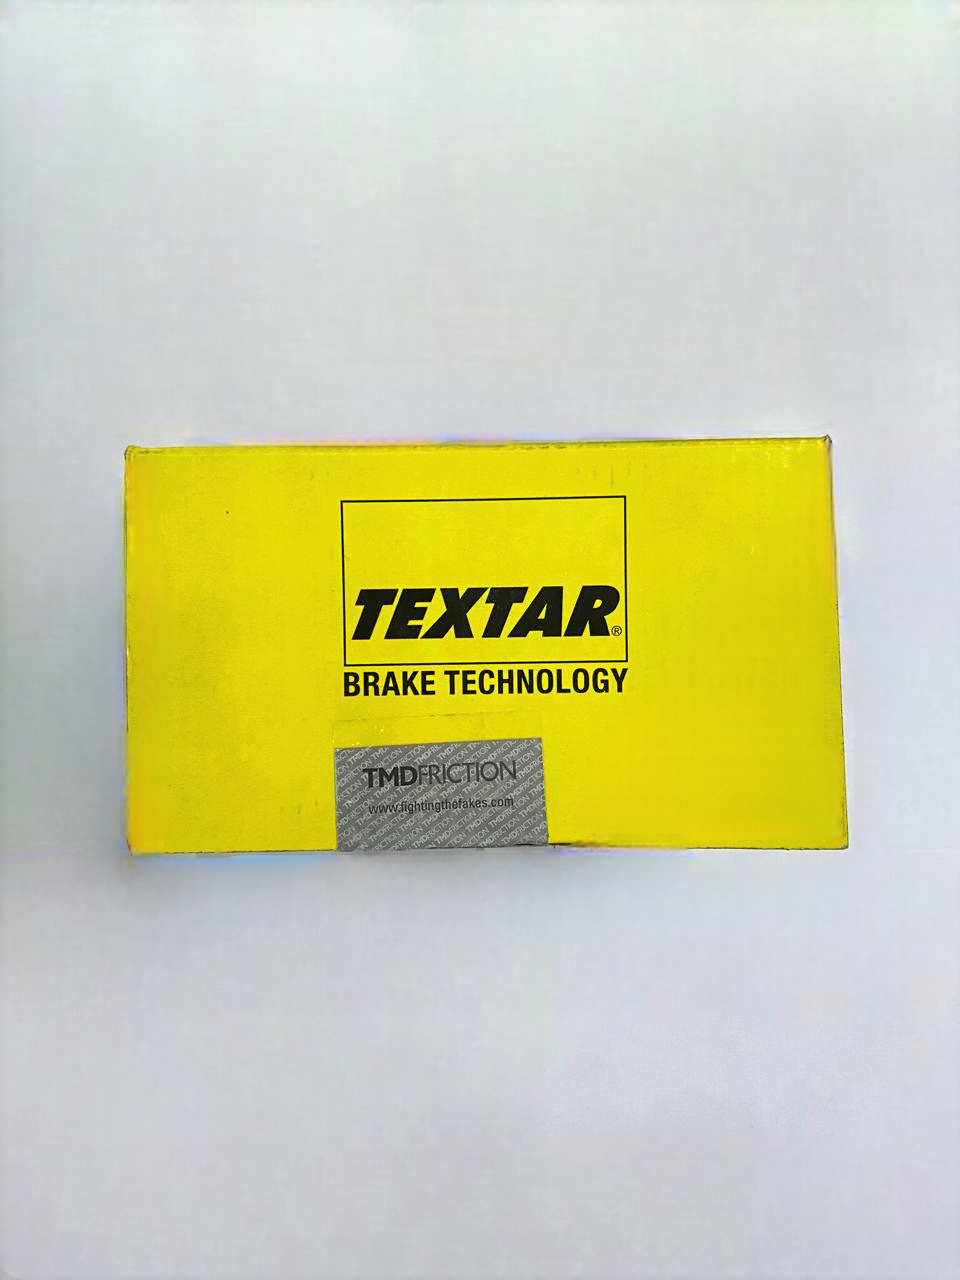 TEXTAR®
BRAKE TECHNOLOGY
TMDFRICTION
www.fightingthefakes.com